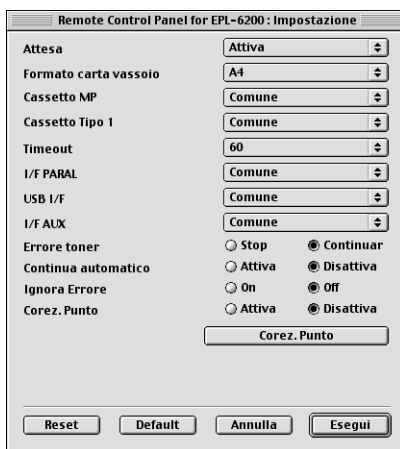 Remote Control Panel for EPL-6200 : Impostazione
Attesa Attiva
Formato carta vassoio A4
Cassetto MP Comune
Cassetto Tipo 1 Comune
Timeout 60
I/F PARAL Comune
USB I/F Comune
I/F AUX Comune
Errore toner Stop Continuar
Continua automatico Attiva Disattiva
Ignora Errore On Off
Corez. Punto Attiva Disattiva
Corez. Punto
Reset Default Annulla Esegui